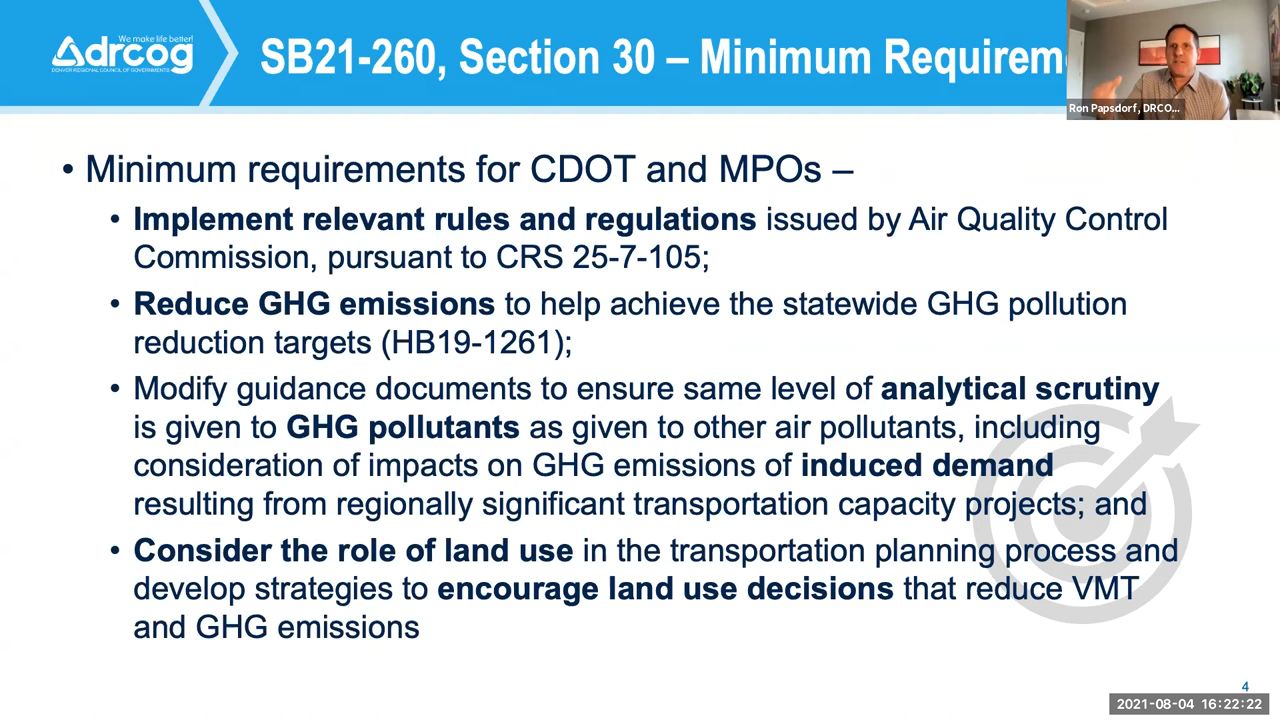 We make life better!
drcog
DENVER REGIONAL COUNCIL OF GOVERNMENTS
SB21-260, Section 30 – Minimum Requirem
Ron Papsdorf, DRCO...
• Minimum requirements for CDOT and MPOs –
• Implement relevant rules and regulations issued by Air Quality Control
Commission, pursuant to CRS 25-7-105;
• Reduce GHG emissions to help achieve the statewide GHG pollution
reduction targets (HB19-1261);
• Modify guidance documents to ensure same level of analytical scrutiny
is given to GHG pollutants as given to other air pollutants, including
consideration of impacts on GHG emissions of induced demand
resulting from regionally significant transportation capacity projects; and
• Consider the role of land use in the transportation planning process and
develop strategies to encourage land use decisions that reduce VMT
and GHG emissions
4
2021-08-04 16:22:22